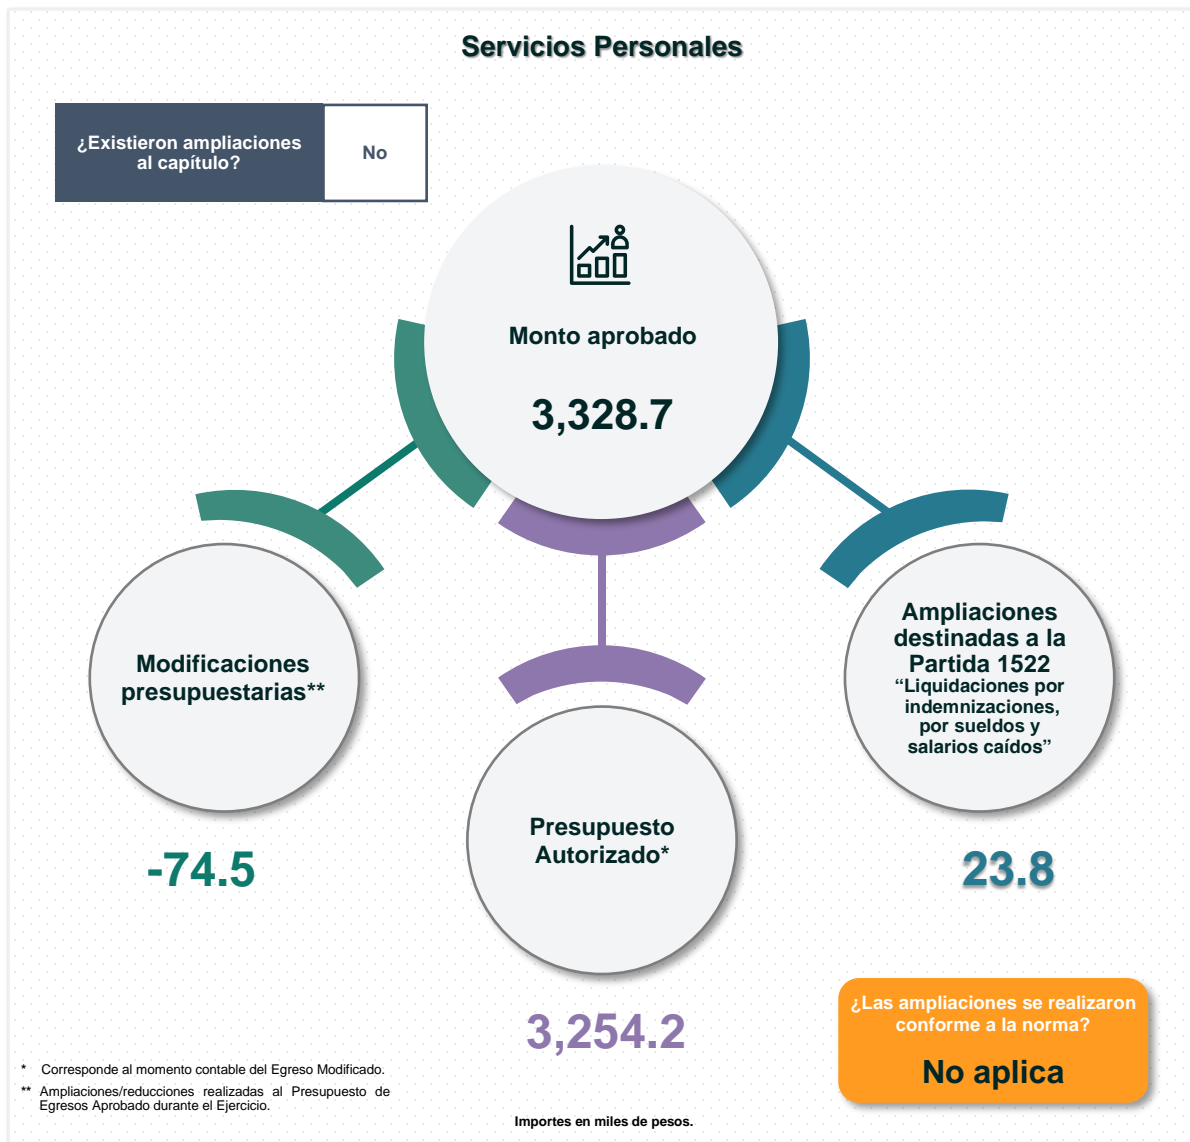 Servicios Personales
¿Existieron ampliaciones
al capítulo?
No
Monto aprobado
3,328.7
Modificaciones
presupuestarias**
-74.5
Presupuesto
Autorizado*
3,254.2
Ampliaciones
destinadas a la
Partida 1522
“Liquidaciones por
indemnizaciones,
por sueldos y
salarios caídos”
23.8
¿Las ampliaciones se realizaron
conforme a la norma?
No aplica
* Corresponde al momento contable del Egreso Modificado.
** Ampliaciones/reducciones realizadas al Presupuesto de
Egresos Aprobado durante el Ejercicio.
Importes en miles de pesos.